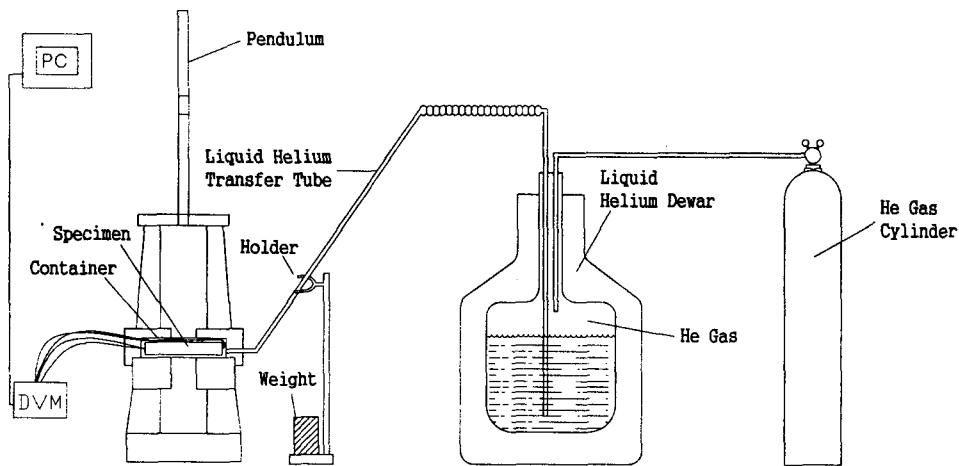 Pendulum
PC
Liquid Helium
Transfer Tube
Liquid
Helium Dewar
He Gas
Cylinder
Specimen
Holder
Container
He Gas
Weight
DVM